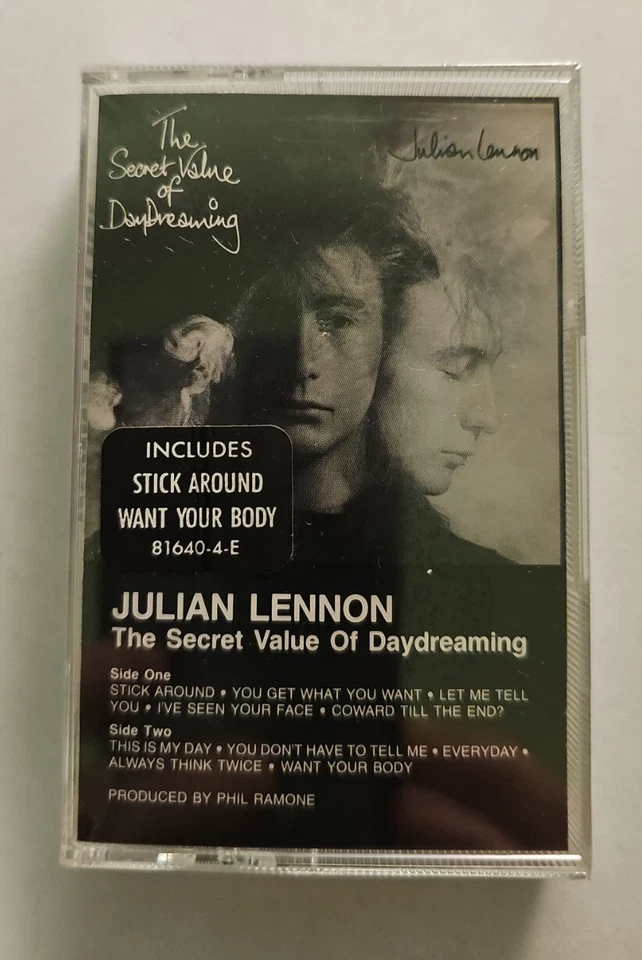 The
Secret Value
of
DayDreaming
Julian Lennon
INCLUDES
STICK AROUND
WANT YOUR BODY
81640-4-E
JULIAN LENNON
The Secret Value Of Daydreaming
Side One
STICK AROUND • YOU GET WHAT YOU WANT • LET ME TELL
YOU • I'VE SEEN YOUR FACE • COWARD TILL THE END?
Side Two
THIS IS MY DAY • YOU DON'T HAVE TO TELL ME • EVERYDAY •
ALWAYS THINK TWICE • WANT YOUR BODY
PRODUCED BY PHIL RAMONE